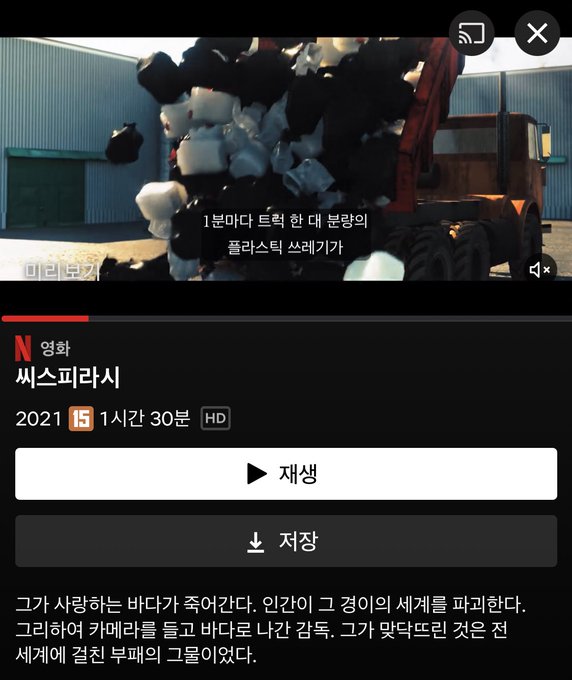 1분마다 트럭 한 대 분량의
플라스틱 쓰레기가
미리보기
N 영화
씨스피라시
2021 15 1시간 30분 HD
재생
저장
그가 사랑하는 바다가 죽어간다. 인간이 그 경이의 세계를 파괴한다.
그리하여 카메라를 들고 바다로 나간 감독. 그가 맞닥뜨린 것은 전
세계에 걸친 부패의 그물이었다.